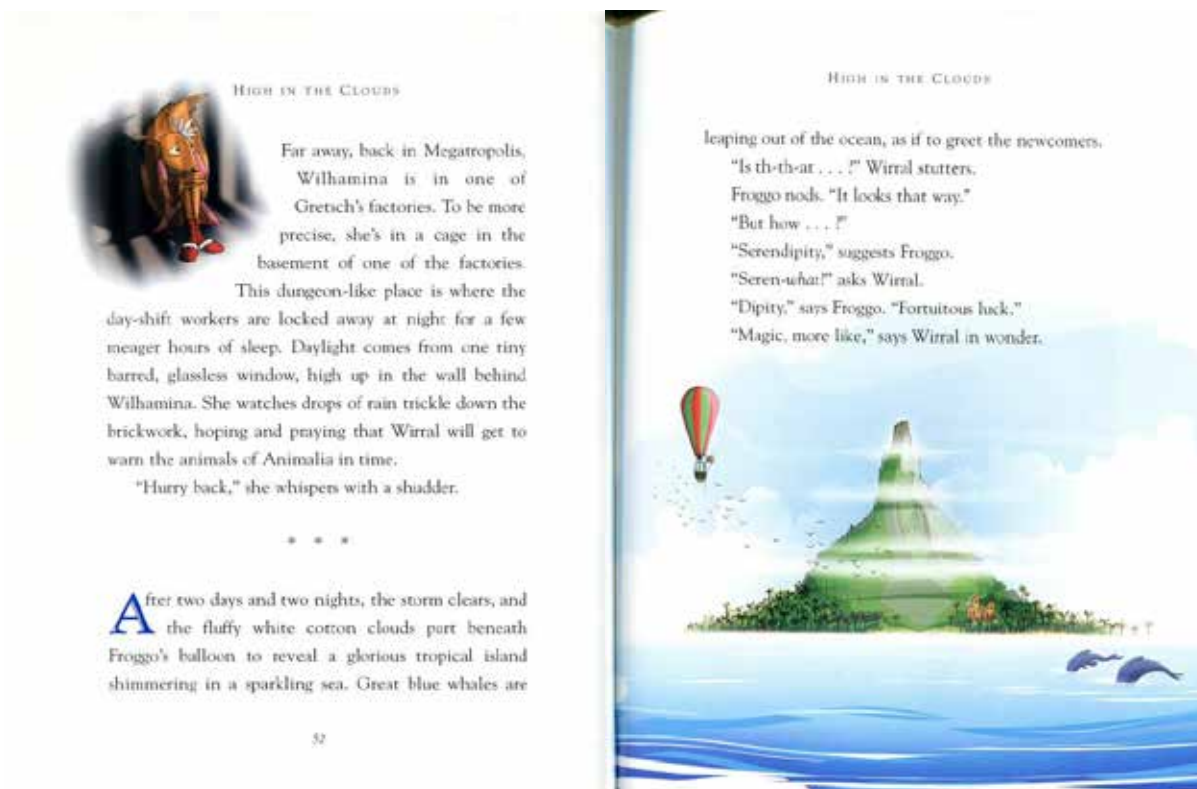 HIGH IN THE CLOUDS
Far away, back in Megatropolis,
Wilhamina is in one of
Gretsch's factories. To be more
precise, she's in a cage in the
basement of one of the factories.
This dungeon-like place is where the
day-shift workers are locked away at night for a few
meager hours of sleep. Daylight comes from one tiny
barred, glassless window, high up in the wall behind
Wilhamina. She watches drops of rain trickle down the
brickwork, hoping and praying that Wirral will get to
warn the animals of Animalia in time.
"Hurry back," she whispers with a shudder.
* * *
After two days and two nights, the storm clears, and
the fluffy white cotton clouds part beneath
Froggo's balloon to reveal a glorious tropical island
shimmering in a sparkling sea. Great blue whales are
52
HIGH IN THE CLOUDS
leaping out of the ocean, as if to greet the newcomers.
"Is th-th-at . . . ?" Wirral stutters.
Froggo nods. "It looks that way."
"But how . . . ?"
"Serendipity," suggests Froggo.
"Seren-what?" asks Wirral.
"Dipity," says Froggo. "Fortuitous luck."
"Magic, more like," says Wirral in wonder.